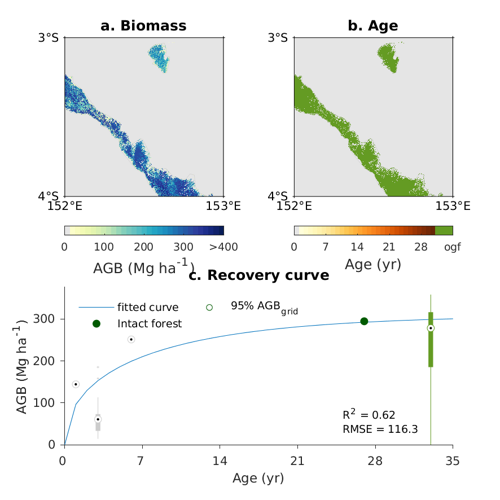 a. Biomass
b. Age
3°S
3°S
4°S
4°S
152°E
153°E
152°E
153°E
0
100
200
300
>400
0
7
14
21
28
ogf
AGB (Mg ha⁻¹)
Age (yr)
c. Recovery curve
fitted curve
95% AGB_grid
Intact forest
300
200
100
0
AGB (Mg ha⁻¹)
R² = 0.62
RMSE = 116.3
0
7
14
21
28
35
Age (yr)